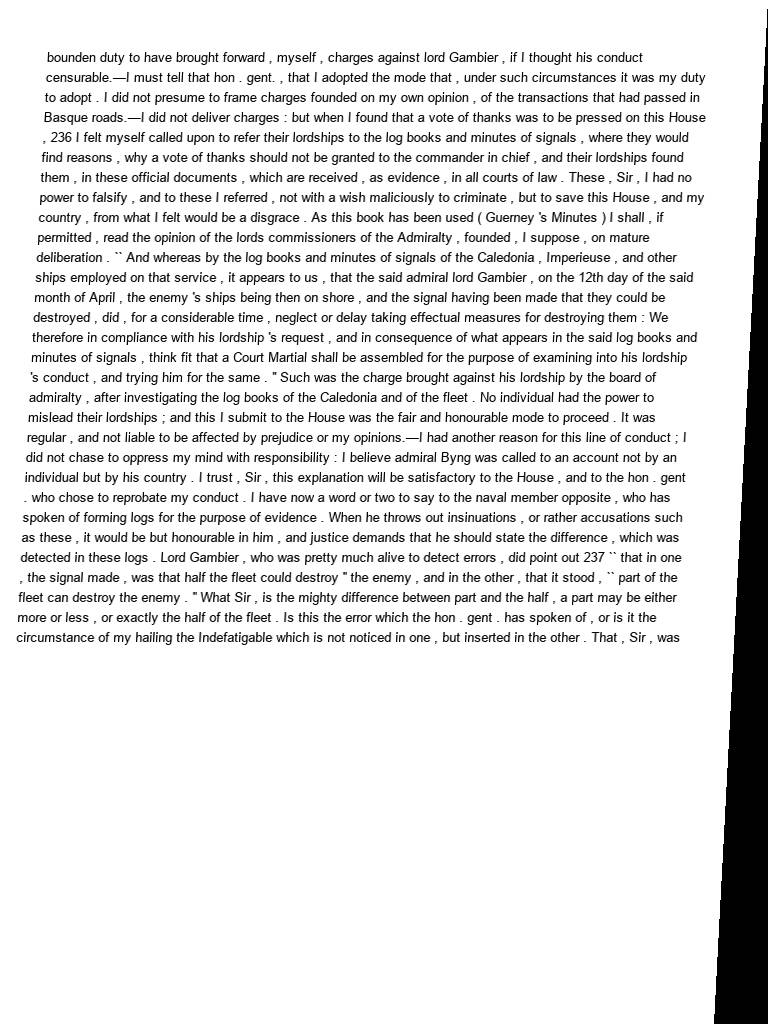 bounden duty to have brought forward , myself , charges against lord Gambier , if I thought his conduct
censurable.—I must tell that hon . gent. , that I adopted the mode that , under such circumstances it was my duty
to adopt . I did not presume to frame charges founded on my own opinion , of the transactions that had passed in
Basque roads.—I did not deliver charges : but when I found that a vote of thanks was to be pressed on this House
, 236 I felt myself called upon to refer their lordships to the log books and minutes of signals , where they would
find reasons , why a vote of thanks should not be granted to the commander in chief , and their lordships found
them , in these official documents , which are received , as evidence , in all courts of law . These , Sir , I had no
power to falsify , and to these I referred , not with a wish maliciously to criminate , but to save this House , and my
country , from what I felt would be a disgrace . As this book has been used ( Guerney 's Minutes ) I shall , if
permitted , read the opinion of the lords commissioners of the Admiralty , founded , I suppose , on mature
deliberation . `` And whereas by the log books and minutes of signals of the Caledonia , Imperieuse , and other
ships employed on that service , it appears to us , that the said admiral lord Gambier , on the 12th day of the said
month of April , the enemy 's ships being then on shore , and the signal having been made that they could be
destroyed , did , for a considerable time , neglect or delay taking effectual measures for destroying them : We
therefore in compliance with his lordship 's request , and in consequence of what appears in the said log books and
minutes of signals , think fit that a Court Martial shall be assembled for the purpose of examining into his lordship
's conduct , and trying him for the same . '' Such was the charge brought against his lordship by the board of
admiralty , after investigating the log books of the Caledonia and of the fleet . No individual had the power to
mislead their lordships ; and this I submit to the House was the fair and honourable mode to proceed . It was
regular , and not liable to be affected by prejudice or my opinions.—I had another reason for this line of conduct ; I
did not chase to oppress my mind with responsibility : I believe admiral Byng was called to an account not by an
individual but by his country . I trust , Sir , this explanation will be satisfactory to the House , and to the hon . gent
. who chose to reprobate my conduct . I have now a word or two to say to the naval member opposite , who has
spoken of forming logs for the purpose of evidence . When he throws out insinuations , or rather accusations such
as these , it would be but honourable in him , and justice demands that he should state the difference , which was
detected in these logs . Lord Gambier , who was pretty much alive to detect errors , did point out 237 `` that in one
, the signal made , was that half the fleet could destroy '' the enemy , and in the other , that it stood , `` part of the
fleet can destroy the enemy . '' What Sir , is the mighty difference between part and the half , a part may be either
more or less , or exactly the half of the fleet . Is this the error which the hon . gent . has spoken of , or is it the
circumstance of my hailing the Indefatigable which is not noticed in one , but inserted in the other . That , Sir , was